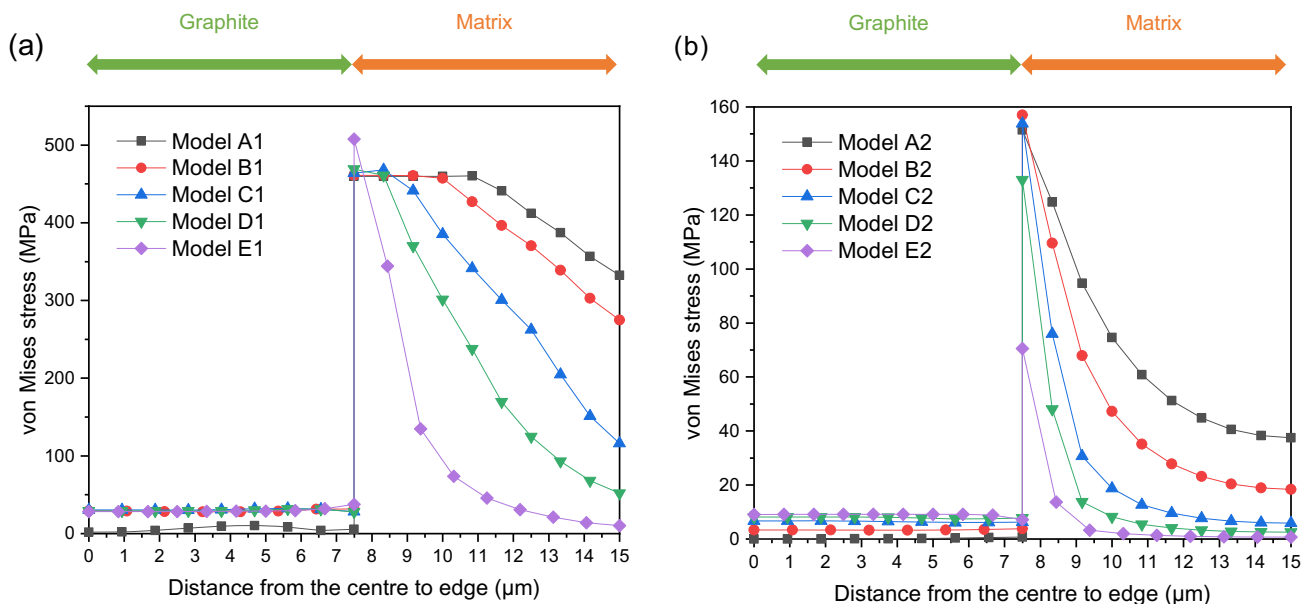 (a)
Graphite
Matrix
von Mises stress (MPa)
500
400
300
200
100
0
Model A1
Model B1
Model C1
Model D1
Model E1
0 1 2 3 4 5 6 7 8 9 10 11 12 13 14 15
Distance from the centre to edge (µm)
(b)
Graphite
Matrix
von Mises stress (MPa)
160
140
120
100
80
60
40
20
0
Model A2
Model B2
Model C2
Model D2
Model E2
0 1 2 3 4 5 6 7 8 9 10 11 12 13 14 15
Distance from the centre to edge (µm)